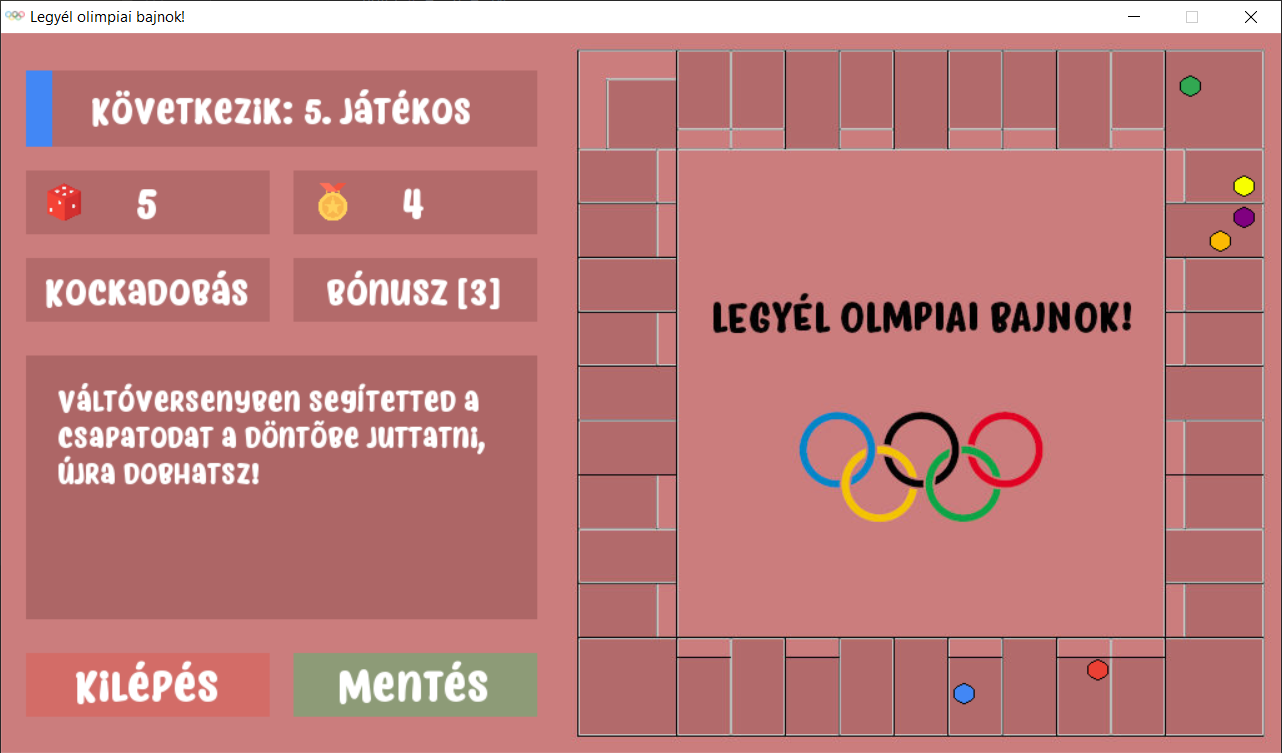 Legyél olimpiai bajnok!
Következik: 5. Játékos
5
4
Kockadobás
Bónusz [3]
Váltóversenyben segítetted a
csapatodat a döntõbe juttatni,
újra dobhatsz!
LEGYÉL OLMPIAI BAJNOK!
Kilépés
Mentés